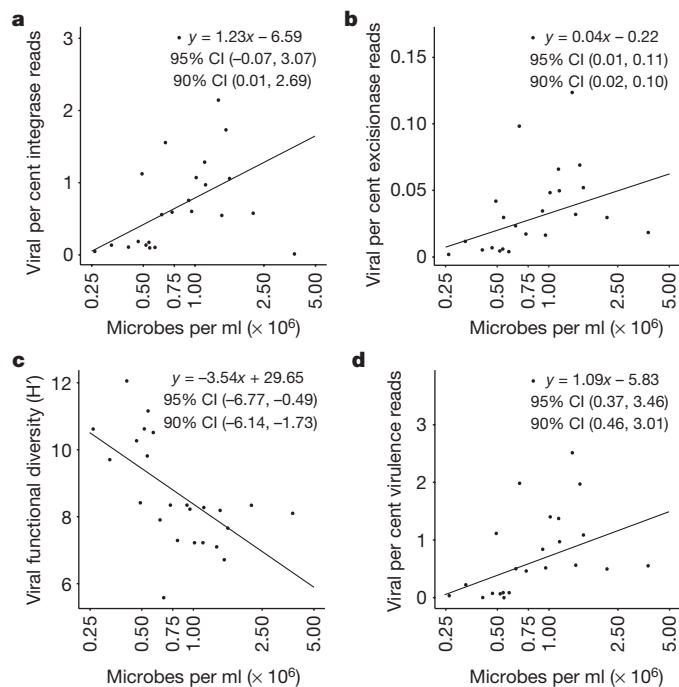 a
y = 1.23x – 6.59
95% CI (–0.07, 3.07)
90% CI (0.01, 2.69)
Viral per cent integrase reads
3
2
1
0
0.25
0.50
0.75
1.00
2.50
5.00
Microbes per ml (× 10⁶)
b
y = 0.04x – 0.22
95% CI (0.01, 0.11)
90% CI (0.02, 0.10)
Viral per cent excisionase reads
0.15
0.10
0.05
0
0.25
0.50
0.75
1.00
2.50
5.00
Microbes per ml (× 10⁶)
c
y = –3.54x + 29.65
95% CI (–6.77, –0.49)
90% CI (–6.14, –1.73)
Viral functional diversity (H′)
12
10
8
6
0.25
0.50
0.75
1.00
2.50
5.00
Microbes per ml (× 10⁶)
d
y = 1.09x – 5.83
95% CI (0.37, 3.46)
90% CI (0.46, 3.01)
Viral per cent virulence reads
3
2
1
0
0.25
0.50
0.75
1.00
2.50
5.00
Microbes per ml (× 10⁶)